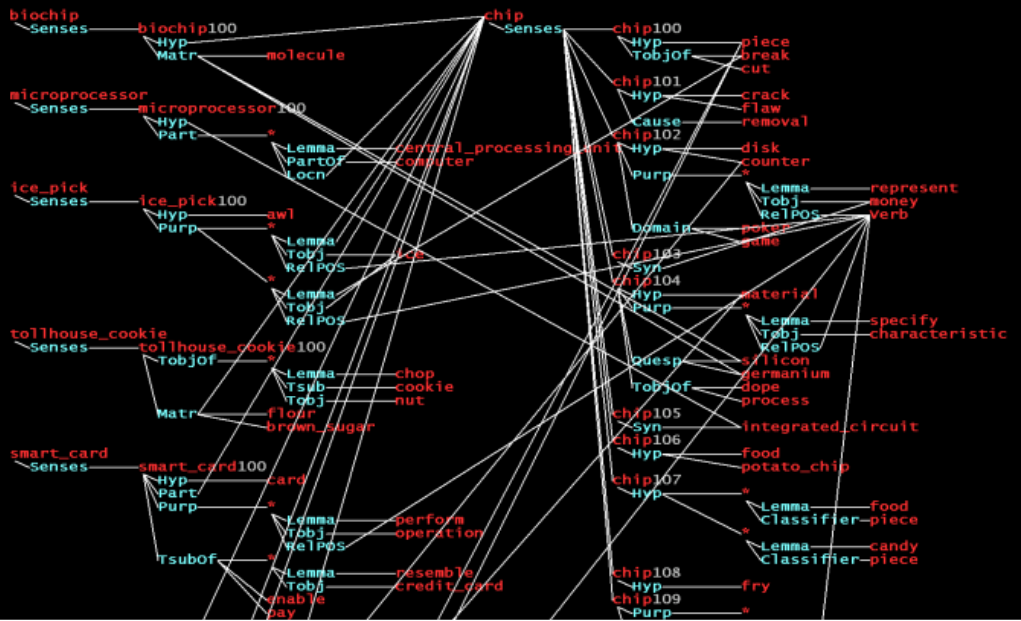 biochip
Senses biochip100
Hyp
Matr molecule
microprocessor
Senses microprocessor100
Hyp
Part *
Lemma central_processing_unit
PartOf computer
Locn
ice_pick
Senses ice_pick100
Hyp awl
Purp *
Lemma
Tobj ice
RelPOS
*
Lemma
Tobj
RelPOS
tollhouse_cookie
Senses tollhouse_cookie100
TobjOf *
Lemma chop
Tsub cookie
Tobj nut
Matr flour
brown_sugar
smart_card
Senses smart_card100
Hyp card
Part
Purp *
Lemma perform
Tobj operation
RelPOS
TsubOf *
Lemma resemble
Tobj credit_card
enable
pay
chip
Senses chip100
Hyp piece
TobjOf break
cut
chip101
Hyp crack
flaw
Cause removal
chip102
Hyp disk
counter
Purp *
Lemma represent
Tobj money
RelPOS verb
Domain poker
game
chip103
Syn
chip104
Hyp material
Purp *
Lemma specify
Tobj characteristic
RelPOS
Quesp silicon
germanium
TobjOf dope
process
chip105
Syn integrated_circuit
chip106
Hyp food
potato_chip
chip107
Hyp *
Lemma food
Classifier piece
*
Lemma candy
Classifier piece
chip108
Hyp fry
chip109
Purp *